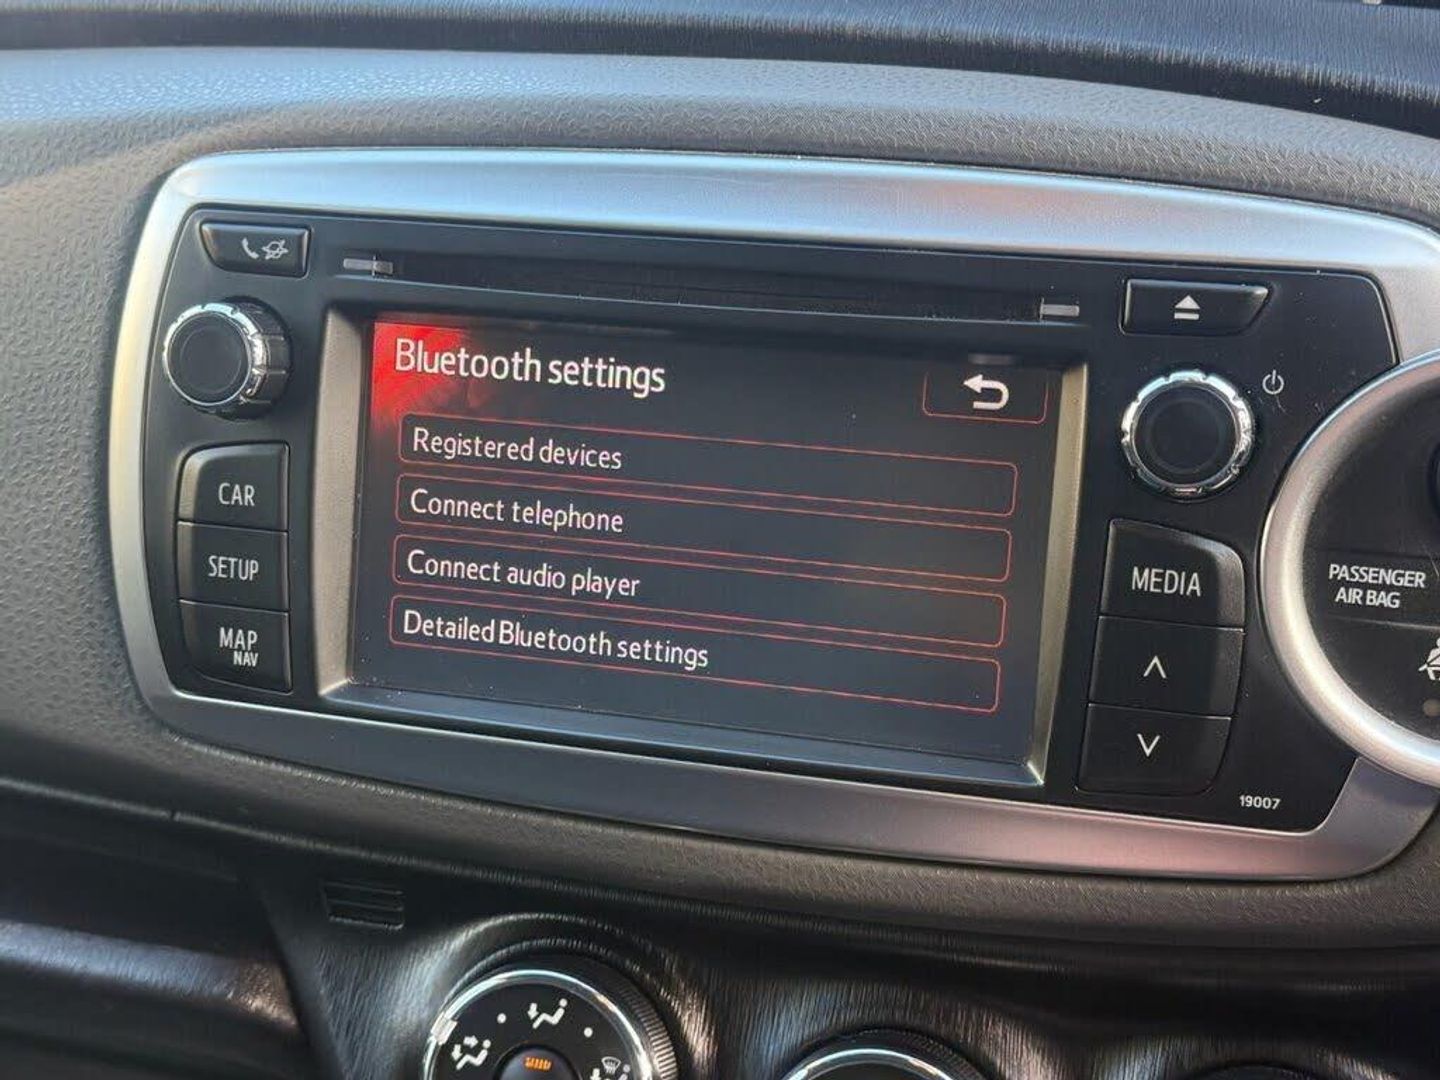 Bluetooth settings
Registered devices
Connect telephone
Connect audio player
Detailed Bluetooth settings
CAR
SETUP
MAP
NAV
MEDIA
19007
PASSENGER
AIR BAG